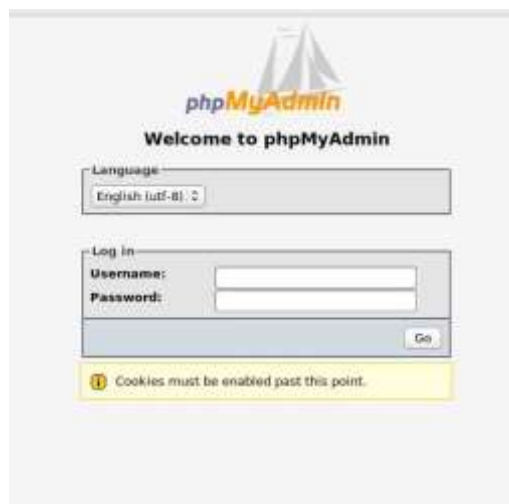 phpMyAdmin
Welcome to phpMyAdmin
Language
English (utf-8)
Log in
Username:
Password:
Go
Cookies must be enabled past this point.